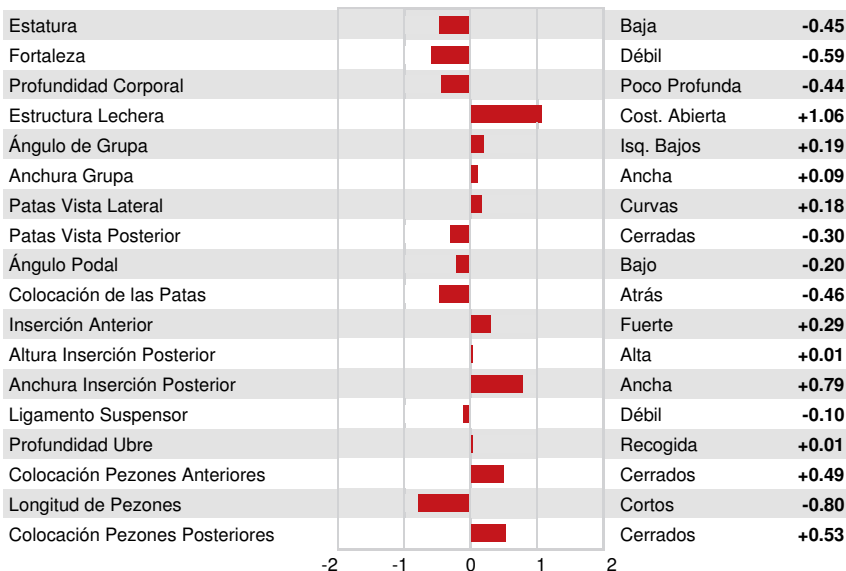 Estatura Baja -0.45
Fortaleza Débil -0.59
Profundidad Corporal Poco Profunda -0.44
Estructura Lechera Cost. Abierta +1.06
Ángulo de Grupa Isq. Bajos +0.19
Anchura Grupa Ancha +0.09
Patas Vista Lateral Curvas +0.18
Patas Vista Posterior Cerradas -0.30
Ángulo Podal Bajo -0.20
Colocación de las Patas Atrás -0.46
Inserción Anterior Fuerte +0.29
Altura Inserción Posterior Alta +0.01
Anchura Inserción Posterior Ancha +0.79
Ligamento Suspensor Débil -0.10
Profundidad Ubre Recogida +0.01
Colocación Pezones Anteriores Cerrados +0.49
Longitud de Pezones Cortos -0.80
Colocación Pezones Posteriores Cerrados +0.53
-2 -1 0 1 2